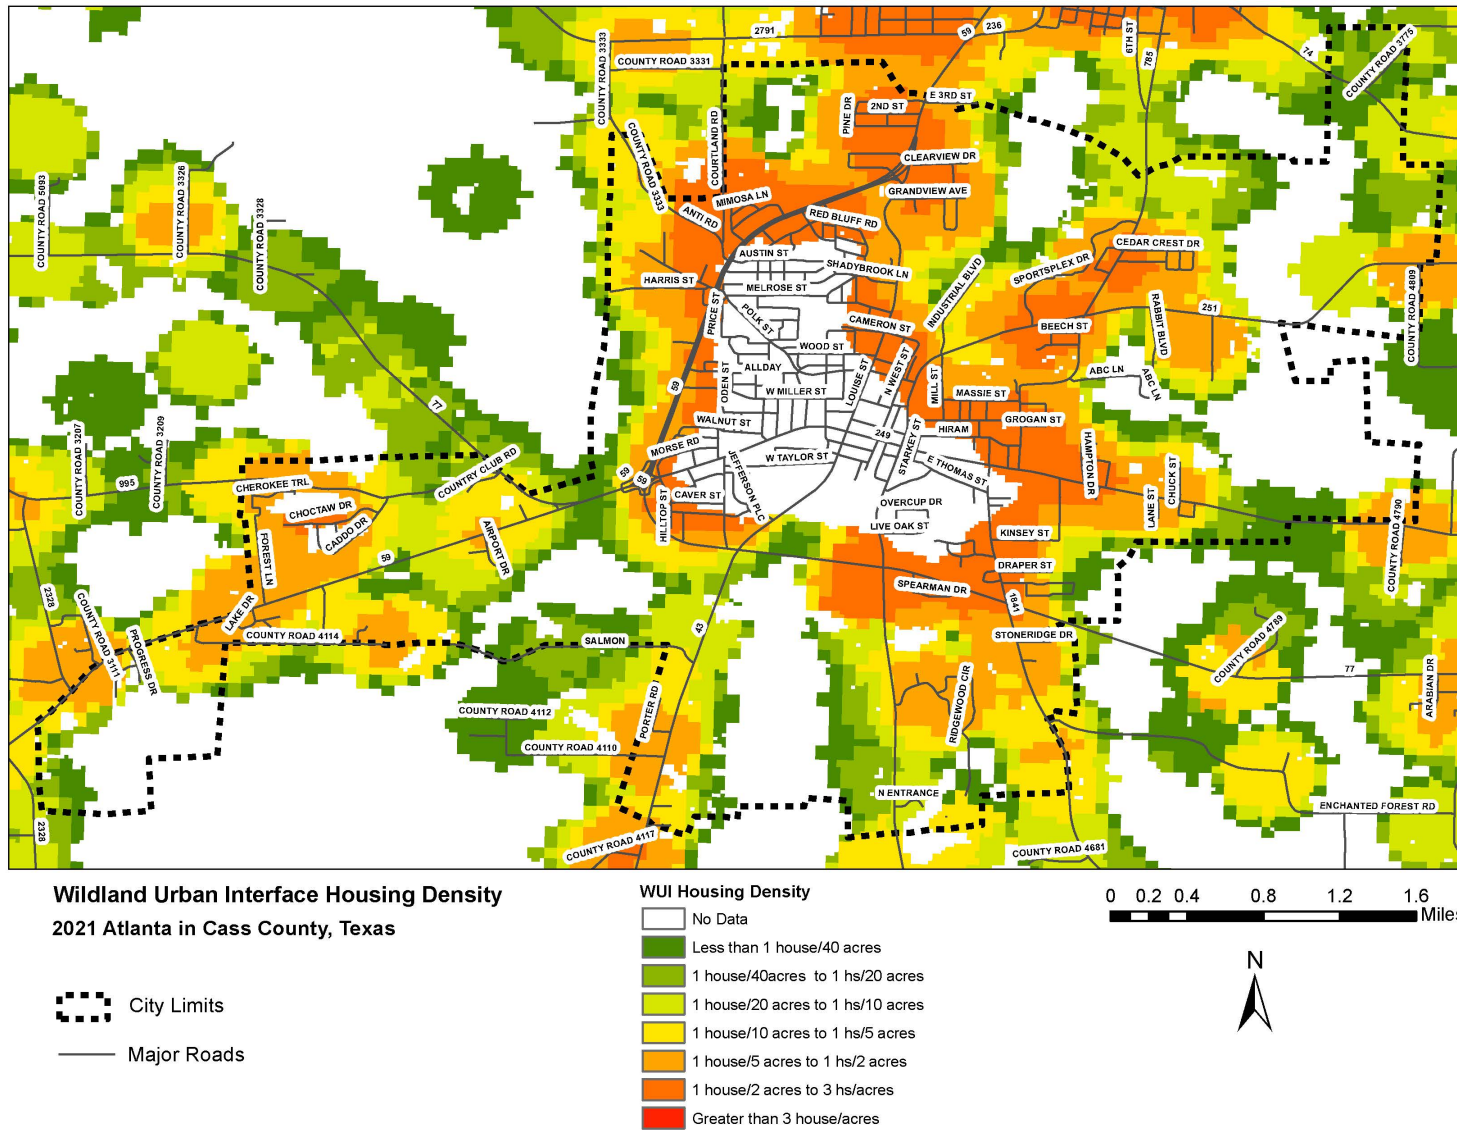 2791
59
236
6TH ST
785
74
COUNTY ROAD 3775
COUNTY ROAD 3333
COUNTY ROAD 3331
E 3RD ST
2ND ST
PINE DR
COURTLAND RD
COUNTY ROAD 3333
CLEARVIEW DR
GRANDVIEW AVE
COUNTY ROAD 5093
COUNTY ROAD 3326
COUNTY ROAD 3328
MIMOSA LN
ANTI RD
RED BLUFF RD
AUSTIN ST
SHADYBROOK LN
CEDAR CREST DR
SPORTSPLEX DR
HARRIS ST
MELROSE ST
INDUSTRIAL BLVD
COUNTY ROAD 4809
PRICE ST
POLK ST
CAMERON ST
BEECH ST
RABBIT BLVD
251
WOOD ST
N WEST ST
LOUISE ST
ALLDAY
ODEN ST
59
W MILLER ST
MILL ST
MASSIE ST
ABC LN
ABC LN
77
WALNUT ST
GROGAN ST
HIRAM
249
STARKEY ST
COUNTY ROAD 3207
COUNTY ROAD 3209
MORSE RD
JEFFERSON PLC
W TAYLOR ST
E THOMAS ST
HAMPTON DR
COUNTRY CLUB RD
59
59
995
CHEROKEE TRL
CHOCTAW DR
CADDO DR
CAVER ST
HILLTOP ST
OVERCUP DR
LIVE OAK ST
KINSEY ST
LANE ST
CHUCK ST
COUNTY ROAD 4790
AIRPORT DR
59
FOREST LN
DRAPER ST
SPEARMAN DR
1841
2328
COUNTY ROAD 3111
PROGRESS DR
LAKE DR
COUNTY ROAD 4114
SALMON
43
STONERIDGE DR
COUNTY ROAD 4789
77
ARABIAN DR
RIDGEWOOD CIR
PORTER RD
COUNTY ROAD 4112
COUNTY ROAD 4110
N ENTRANCE
ENCHANTED FOREST RD
2328
COUNTY ROAD 4117
COUNTY ROAD 4681
Wildland Urban Interface Housing Density
2021 Atlanta in Cass County, Texas
City Limits
Major Roads
WUI Housing Density
No Data
Less than 1 house/40 acres
1 house/40acres to 1 hs/20 acres
1 house/20 acres to 1 hs/10 acres
1 house/10 acres to 1 hs/5 acres
1 house/5 acres to 1 hs/2 acres
1 house/2 acres to 3 hs/acres
Greater than 3 house/acres
0 0.2 0.4 0.8 1.2 1.6
Miles
N